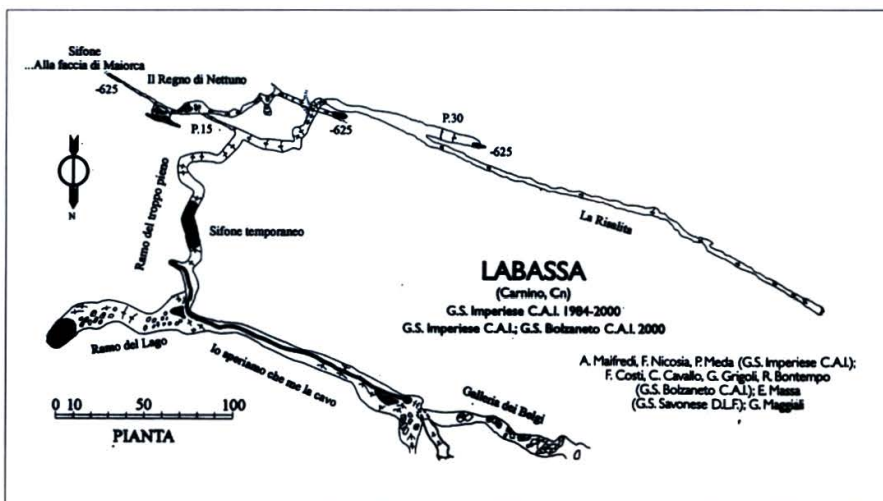 Sifone
...Alla faccia di Maiorca
-625
Il Regno di Nettuno
P.15
-625
P.30
-625
N
Ramo del troppo pieno
Sifone temporaneo
La Risalita
LABASSA
(Carnino, Cn)
G.S. Imperiese C.A.I. 1984-2000
G.S. Imperiese C.A.I.; G.S. Bolzaneto C.A.I. 2000
Ramo del Lago
Io speriamo che me la cavo
Galleria dei Belgi
A. Maifredi, F. Nicosia, P. Meda (G.S. Imperiese C.A.I.);
F. Costi, C. Cavallo, G. Grigoli, R. Bontempo
(G.S. Bolzaneto C.A.I.); E. Massa
(G.S. Savonese D.L.F.); G. Maggiali
0 10 50 100
PIANTA